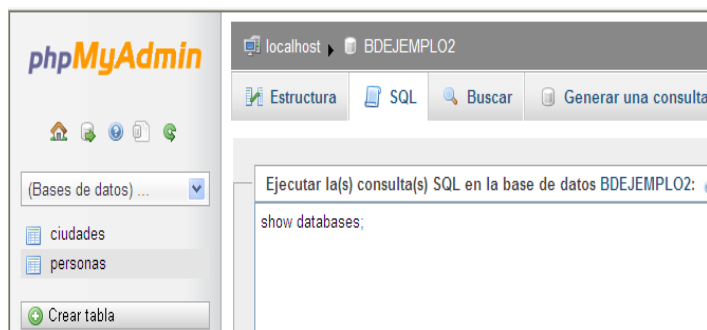 phpMyAdmin
localhost ▸ BDEJEMPLO2
Estructura SQL Buscar Generar una consulta
(Bases de datos) ...
ciudades
personas
Crear tabla
Ejecutar la(s) consulta(s) SQL en la base de datos BDEJEMPLO2:
show databases;